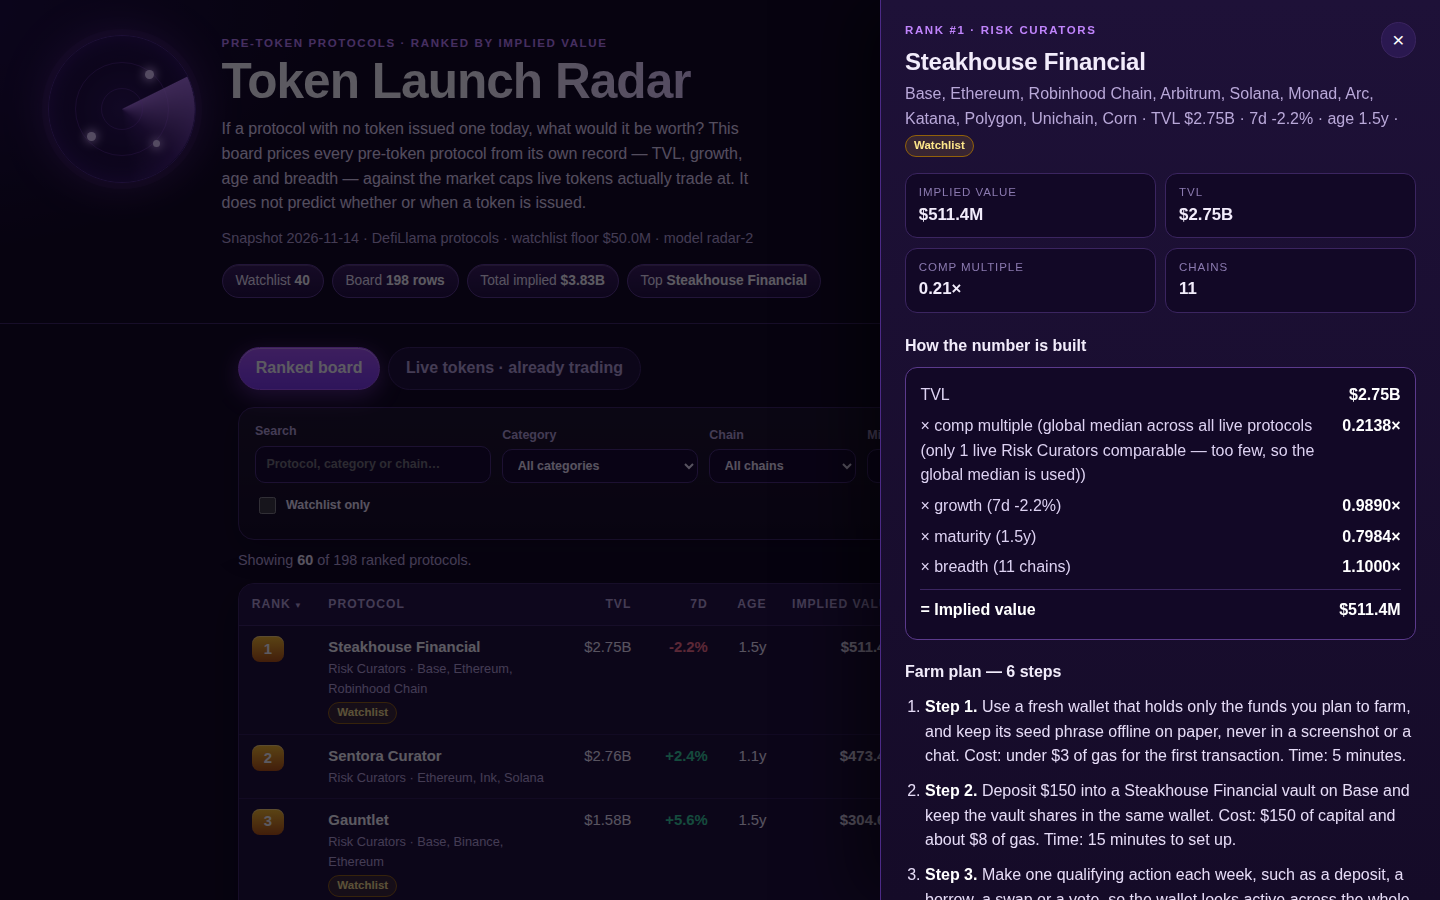 PRE-TOKEN PROTOCOLS · RANKED BY IMPLIED VALUE
Token Launch Radar
If a protocol with no token issued one today, what would it be worth? This
board prices every pre-token protocol from its own record — TVL, growth,
age and breadth — against the market caps live tokens actually trade at. It
does not predict whether or when a token is issued.
Snapshot 2026-11-14 · DefiLlama protocols · watchlist floor $50.0M · model radar-2
Watchlist 40
Board 198 rows
Total implied $3.83B
Top Steakhouse Financial
Ranked board
Live tokens · already trading
Search
Category
Chain
Protocol, category or chain…
All categories
All chains
Watchlist only
Showing 60 of 198 ranked protocols.
RANK ▼ PROTOCOL TVL 7D AGE IMPLIED
1 Steakhouse Financial $2.75B -2.2% 1.5y
Risk Curators · Base, Ethereum,
Robinhood Chain
Watchlist
2 Sentora Curator $2.76B +2.4% 1.1y
Risk Curators · Ethereum, Ink, Solana
3 Gauntlet $1.58B +5.6% 1.5y
Risk Curators · Base, Binance,
Ethereum
Watchlist
RANK #1 · RISK CURATORS
✕
Steakhouse Financial
Base, Ethereum, Robinhood Chain, Arbitrum, Solana, Monad, Arc,
Katana, Polygon, Unichain, Corn · TVL $2.75B · 7d -2.2% · age 1.5y ·
Watchlist
IMPLIED VALUE
$511.4M
TVL
$2.75B
COMP MULTIPLE
0.21×
CHAINS
11
How the number is built
TVL $2.75B
× comp multiple (global median across all live protocols 0.2138×
(only 1 live Risk Curators comparable — too few, so the
global median is used))
× growth (7d -2.2%) 0.9890×
× maturity (1.5y) 0.7984×
× breadth (11 chains) 1.1000×
= Implied value $511.4M
Farm plan — 6 steps
1. Step 1. Use a fresh wallet that holds only the funds you plan to farm,
and keep its seed phrase offline on paper, never in a screenshot or a
chat. Cost: under $3 of gas for the first transaction. Time: 5 minutes.
2. Step 2. Deposit $150 into a Steakhouse Financial vault on Base and
keep the vault shares in the same wallet. Cost: $150 of capital and
about $8 of gas. Time: 15 minutes to set up.
3. Step 3. Make one qualifying action each week, such as a deposit, a
borrow, a swap or a vote, so the wallet looks active across the whole